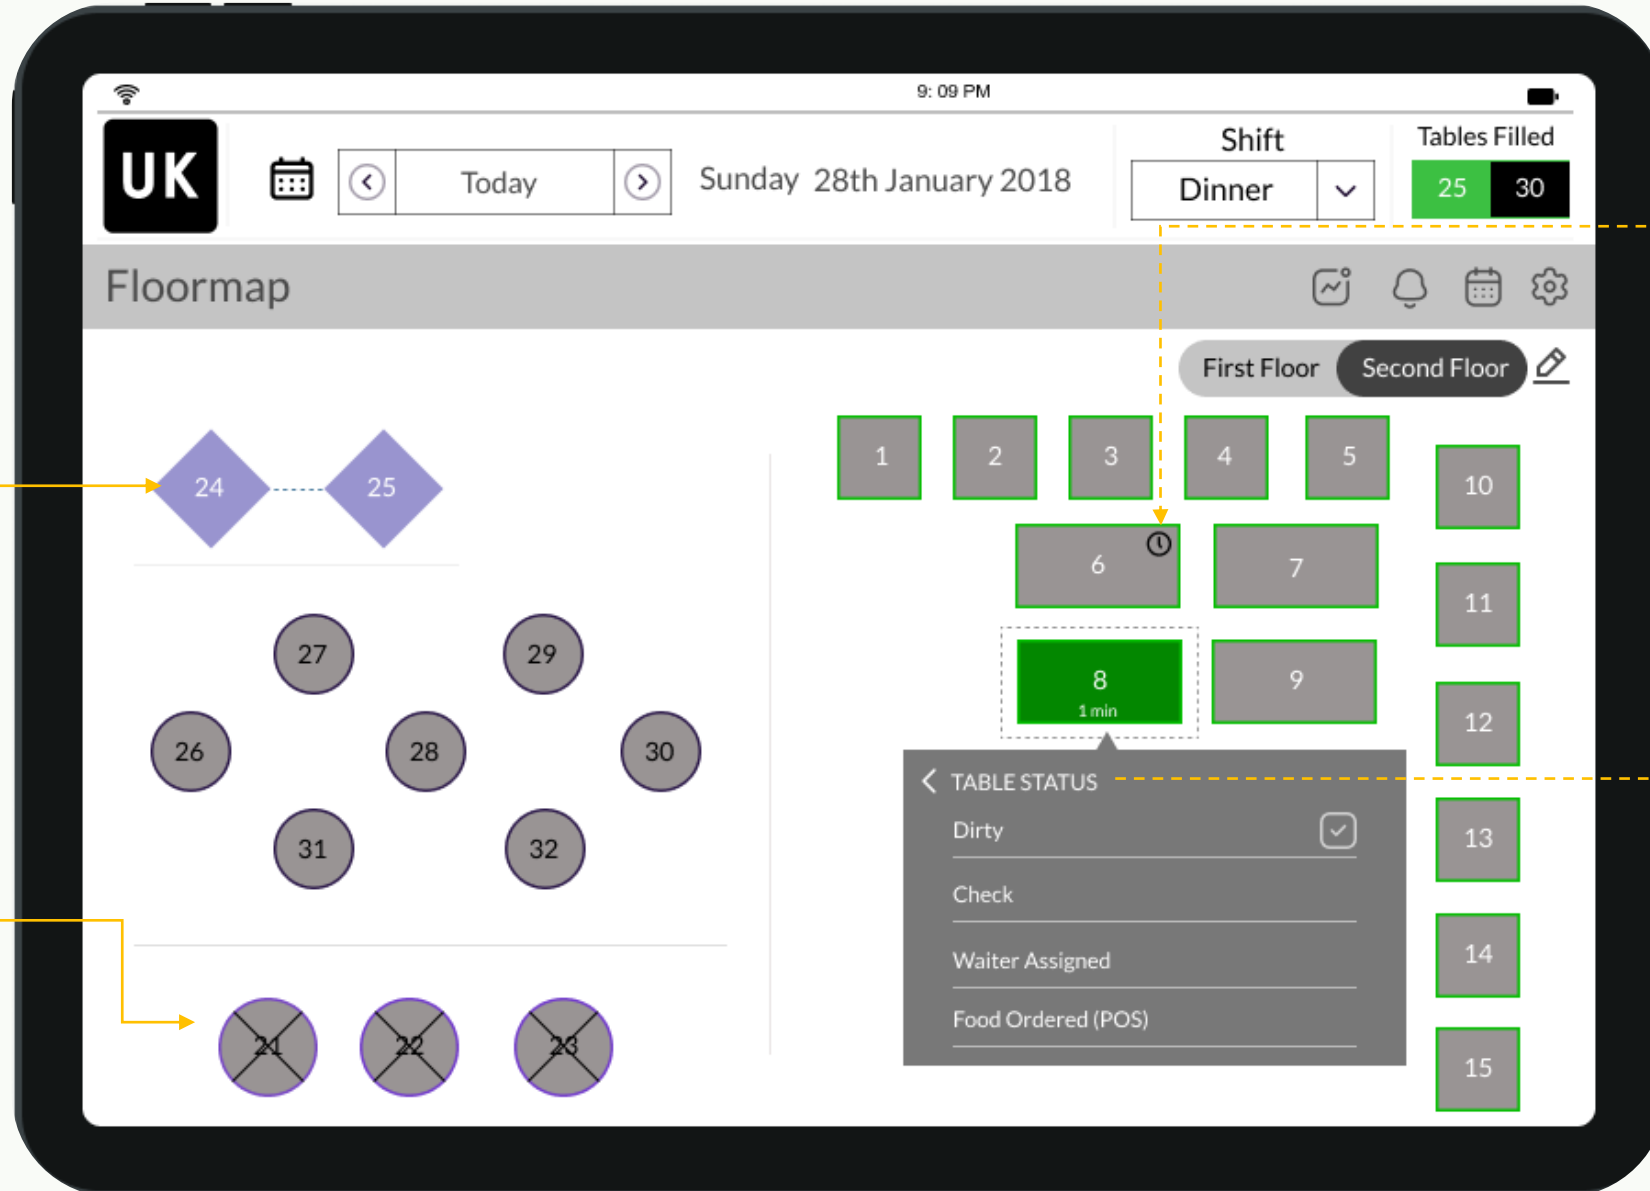 9: 09 PM
UK
Today
Sunday 28th January 2018
Shift
Dinner
Tables Filled
25 30
Floormap
First Floor
Second Floor
24
25
27
29
26
28
30
31
32
21
22
23
1
2
3
4
5
6
7
8
1 min
9
10
11
12
13
14
15
TABLE STATUS
Dirty
Check
Waiter Assigned
Food Ordered (POS)